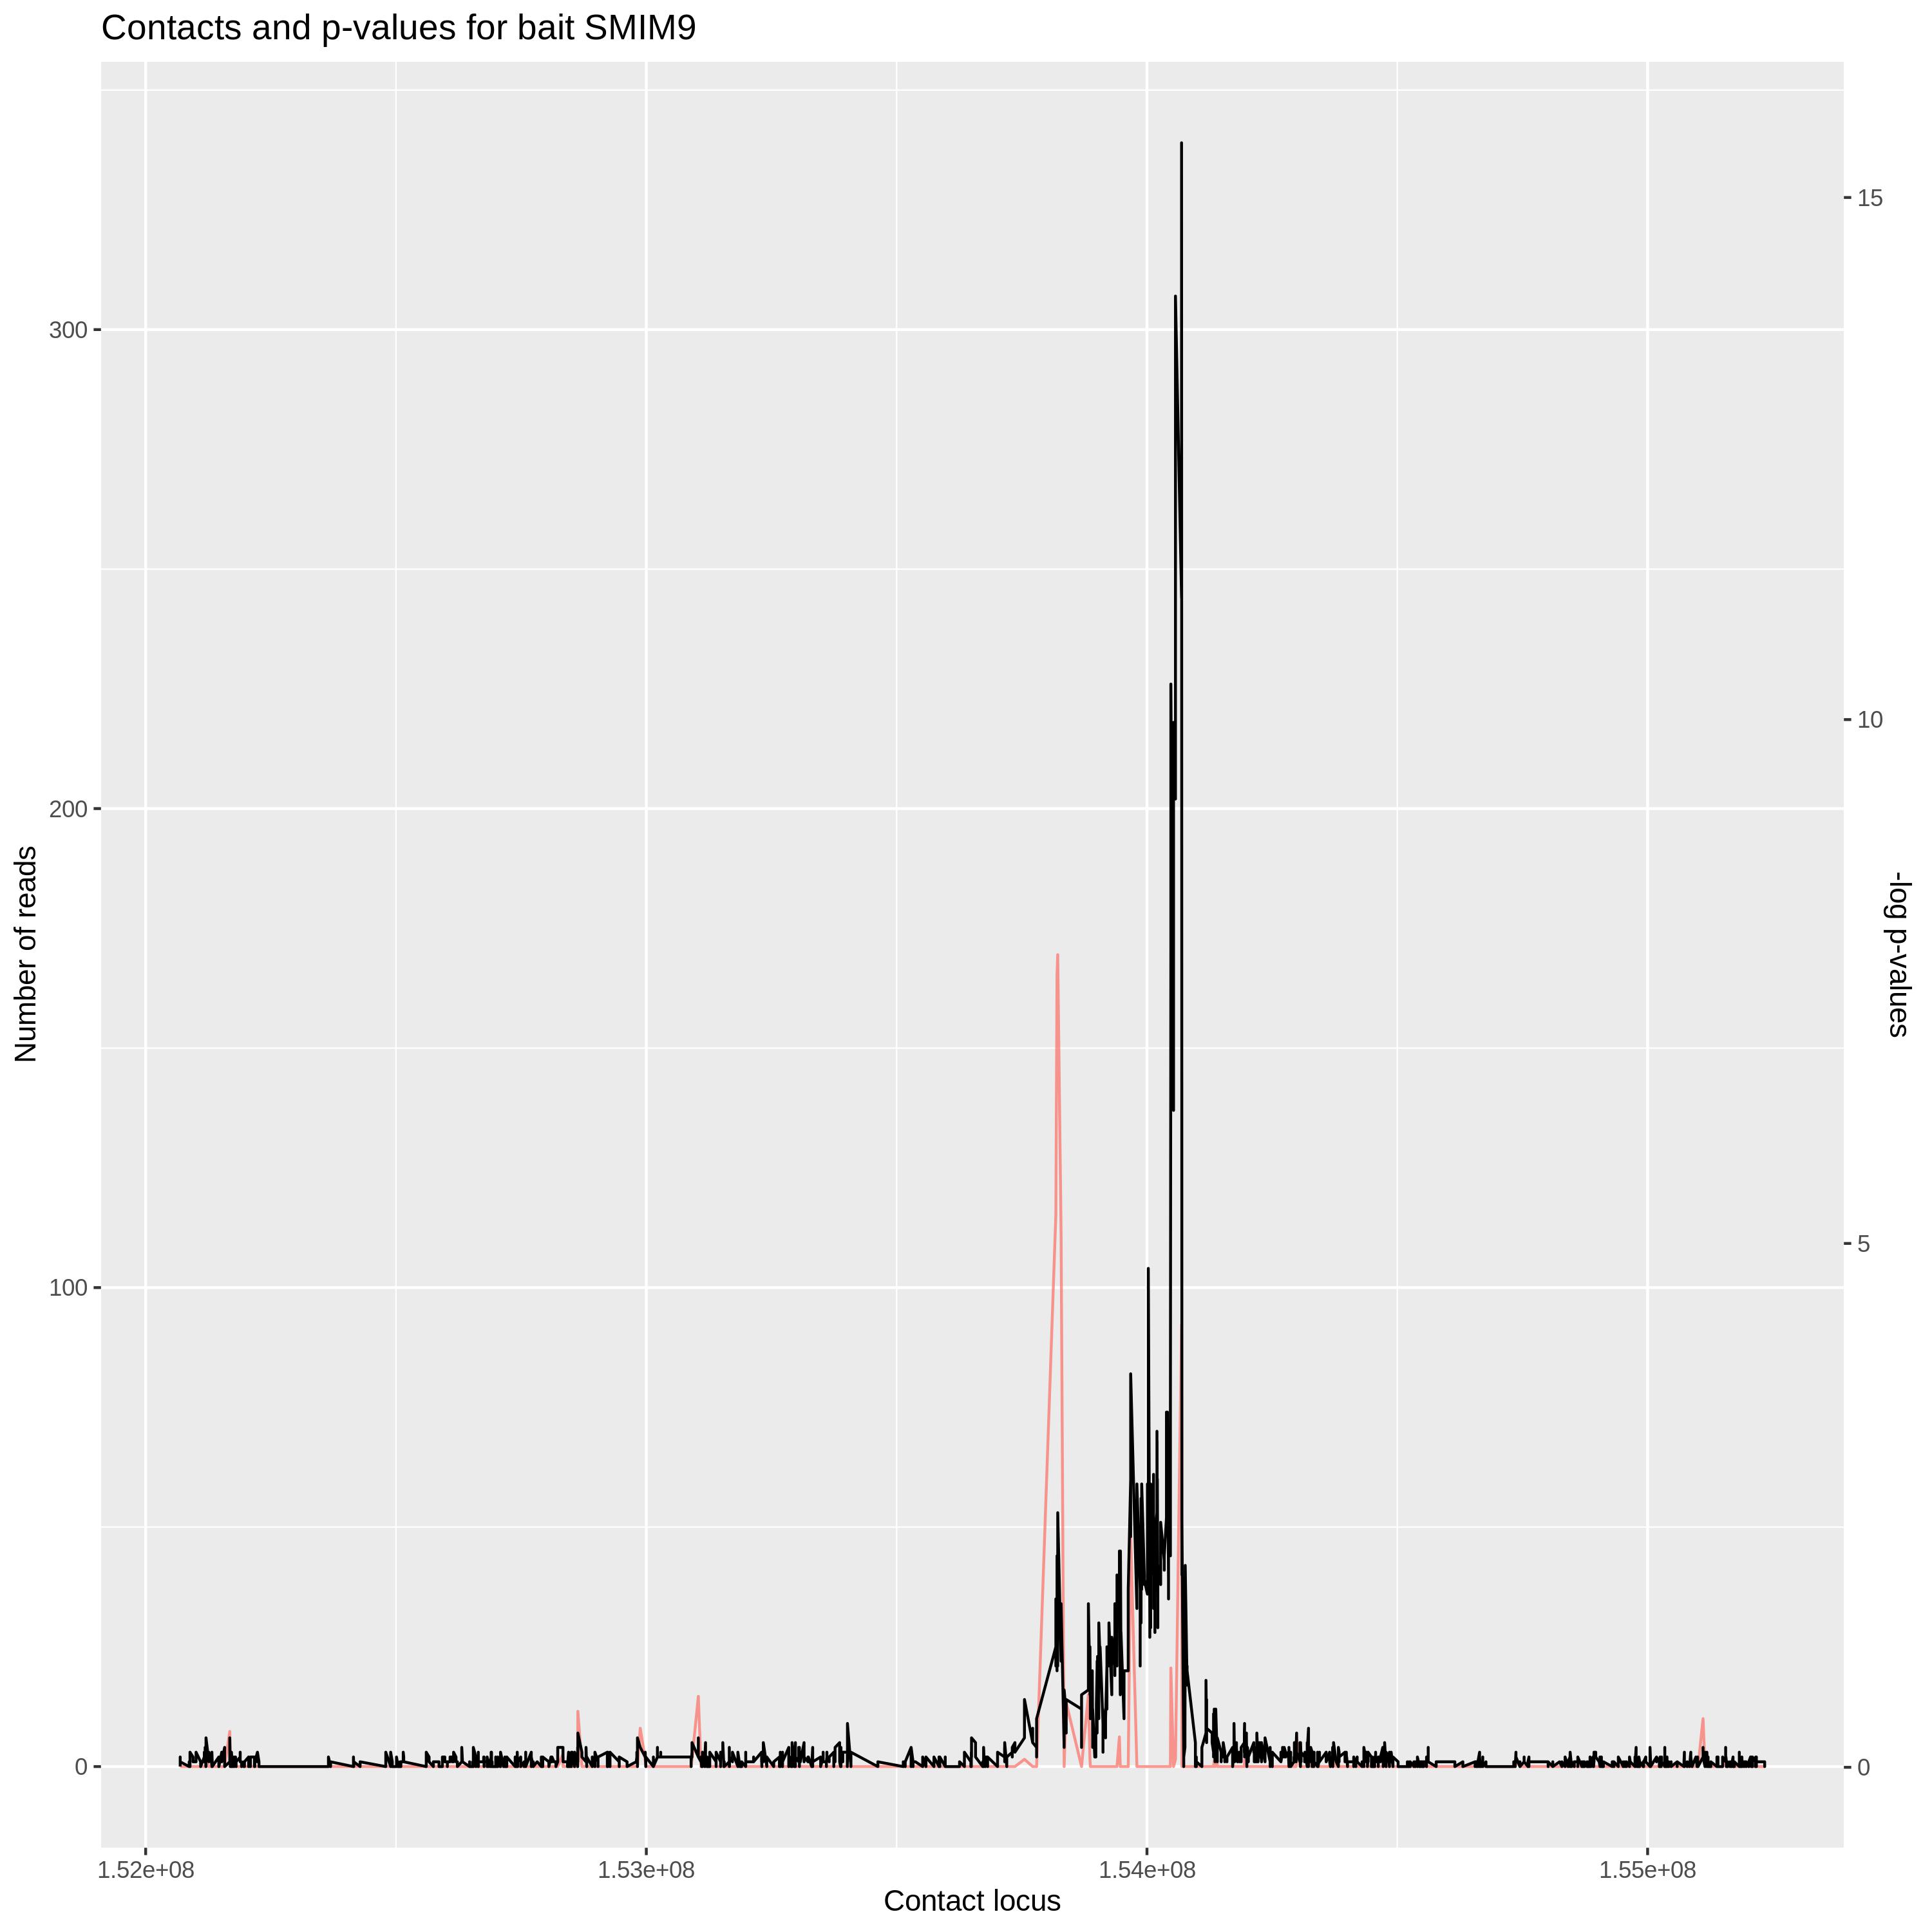 Contacts and p-values for bait SMIM9
300
200
100
0
Number of reads
15
10
5
0
-log p-values
1.52e+08 1.53e+08 1.54e+08 1.55e+08
Contact locus